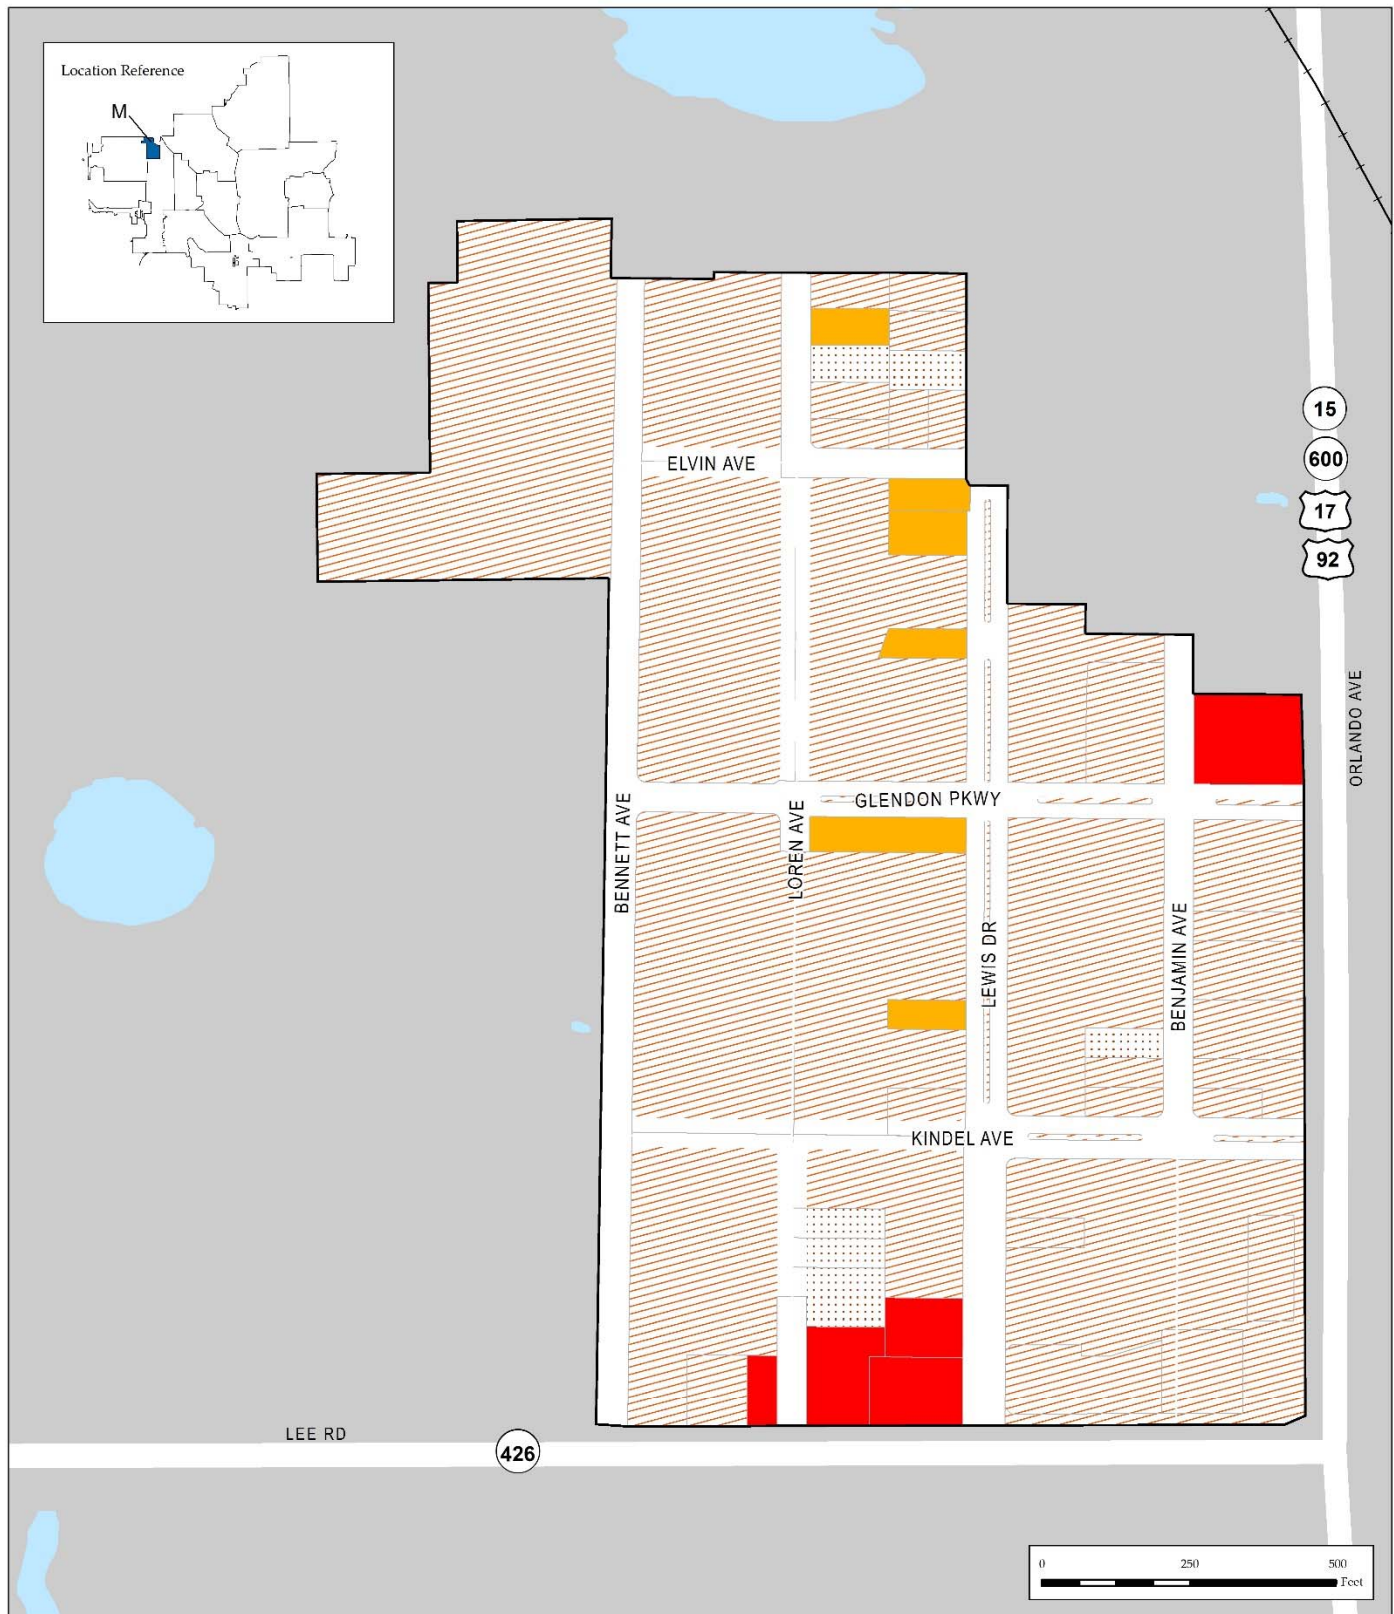 Location Reference
M
15
ELVIN AVE
600
17
92
ORLANDO AVE
GLENDON PKWY
BENNETT AVE
LOREN AVE
LEWIS DR
BENJAMIN AVE
KINDEL AVE
LEE RD
426
0 250 500
Feet